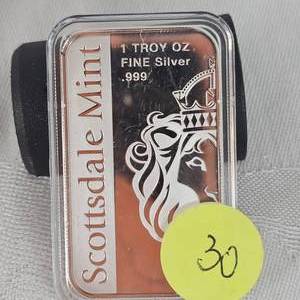 1 TROY OZ
FINE Silver
.999
Scottsdale Mint
30